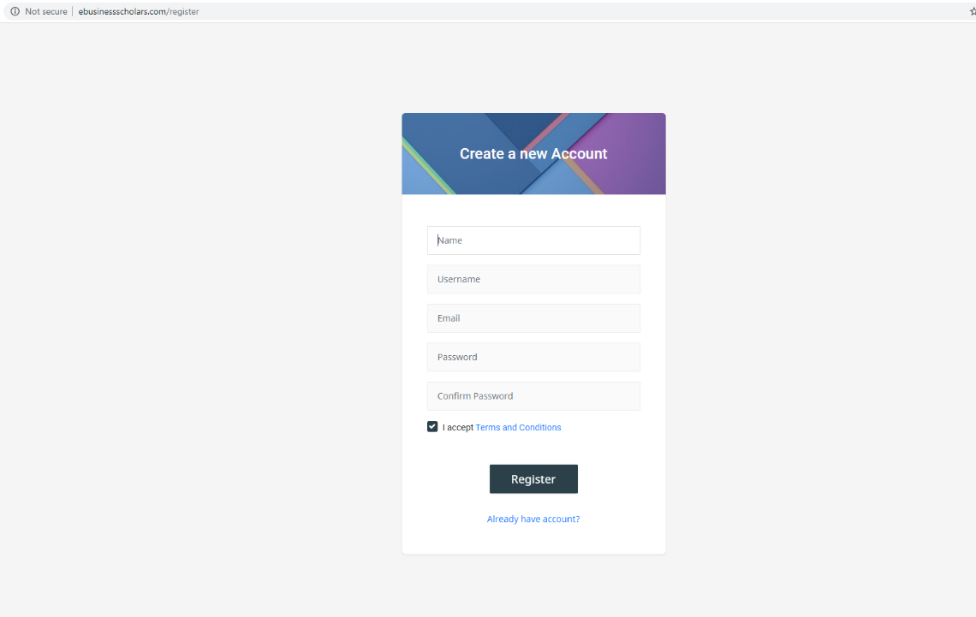 Not secure | ebusinessscholars.com/register
Create a new Account
Name
Username
Email
Password
Confirm Password
I accept Terms and Conditions
Register
Already have account?